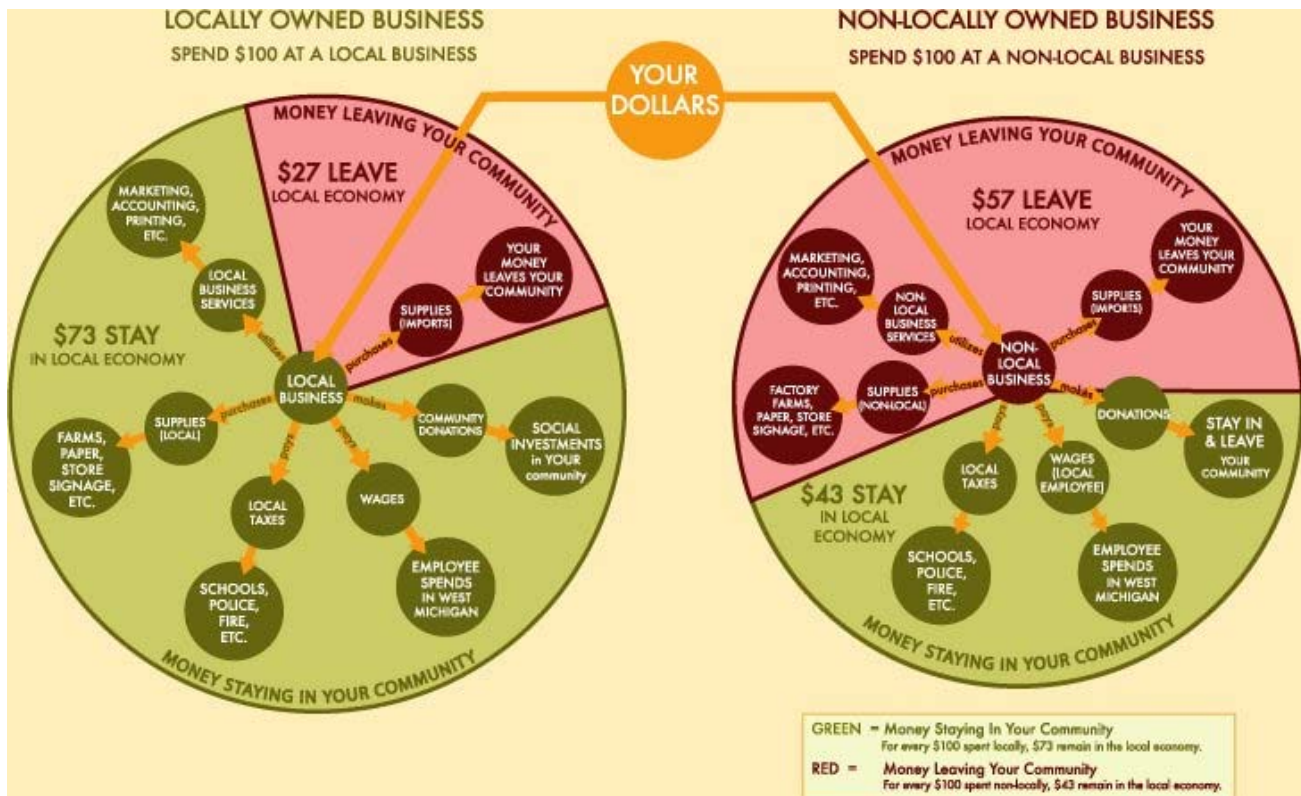 LOCALLY OWNED BUSINESS
SPEND $100 AT A LOCAL BUSINESS
YOUR
DOLLARS
NON-LOCALLY OWNED BUSINESS
SPEND $100 AT A NON-LOCAL BUSINESS
MONEY LEAVING YOUR COMMUNITY
$27 LEAVE
LOCAL ECONOMY
MARKETING,
ACCOUNTING,
PRINTING,
ETC.
LOCAL
BUSINESS
SERVICES
utilizes
YOUR
MONEY
LEAVES YOUR
COMMUNITY
SUPPLIES
(IMPORTS)
purchases
$73 STAY
IN LOCAL ECONOMY
LOCAL
BUSINESS
purchases
SUPPLIES
(LOCAL)
FARMS,
PAPER,
STORE
SIGNAGE,
ETC.
makes
COMMUNITY
DONATIONS
SOCIAL
INVESTMENTS
in YOUR
community
pays
LOCAL
TAXES
SCHOOLS,
POLICE,
FIRE,
ETC.
pays
WAGES
EMPLOYEE
SPENDS
IN WEST
MICHIGAN
MONEY STAYING IN YOUR COMMUNITY
MONEY LEAVING YOUR COMMUNITY
$57 LEAVE
LOCAL ECONOMY
MARKETING,
ACCOUNTING,
PRINTING,
ETC.
NON-
LOCAL
BUSINESS
SERVICES
utilizes
YOUR
MONEY
LEAVES YOUR
COMMUNITY
SUPPLIES
(IMPORTS)
purchases
NON-
LOCAL
BUSINESS
purchases
SUPPLIES
(NON-LOCAL)
FACTORY
FARMS,
PAPER, STORE
SIGNAGE, ETC.
makes
DONATIONS
STAY IN
& LEAVE
YOUR
COMMUNITY
$43 STAY
IN LOCAL
ECONOMY
pays
LOCAL
TAXES
SCHOOLS,
POLICE,
FIRE,
ETC.
pays
WAGES
(LOCAL
EMPLOYEE)
EMPLOYEE
SPENDS
IN WEST
MICHIGAN
MONEY STAYING IN YOUR COMMUNITY
GREEN = Money Staying In Your Community
For every $100 spent locally, $73 remain in the local economy.
RED = Money Leaving Your Community
For every $100 spent non-locally, $43 remain in the local economy.